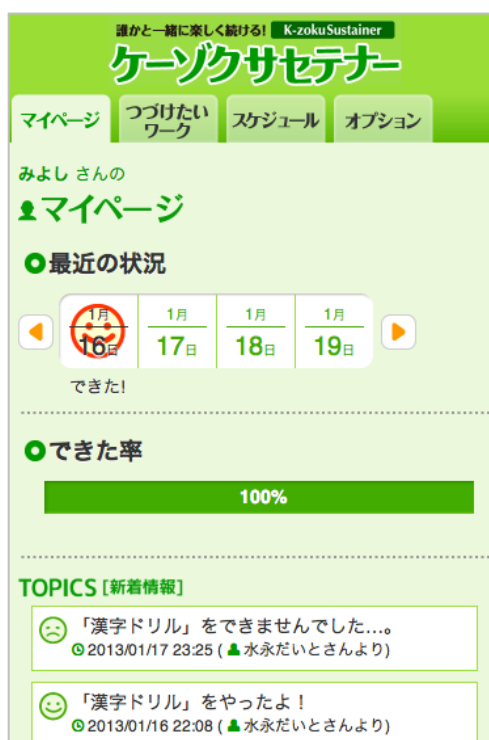 誰かと一緒に楽しく続ける! K-zokuSustainer
ケーゾクサセテナー
マイページ つづけたいワーク スケジュール オプション
みよし さんの
マイページ
最近の状況
1月 1月 1月 1月
16日 17日 18日 19日
できた!
できた率
100%
TOPICS [新着情報]
「漢字ドリル」をできませんでした…。
2013/01/17 23:25 ( 水永だいとさんより)
「漢字ドリル」をやったよ！
2013/01/16 22:08 ( 水永だいとさんより)